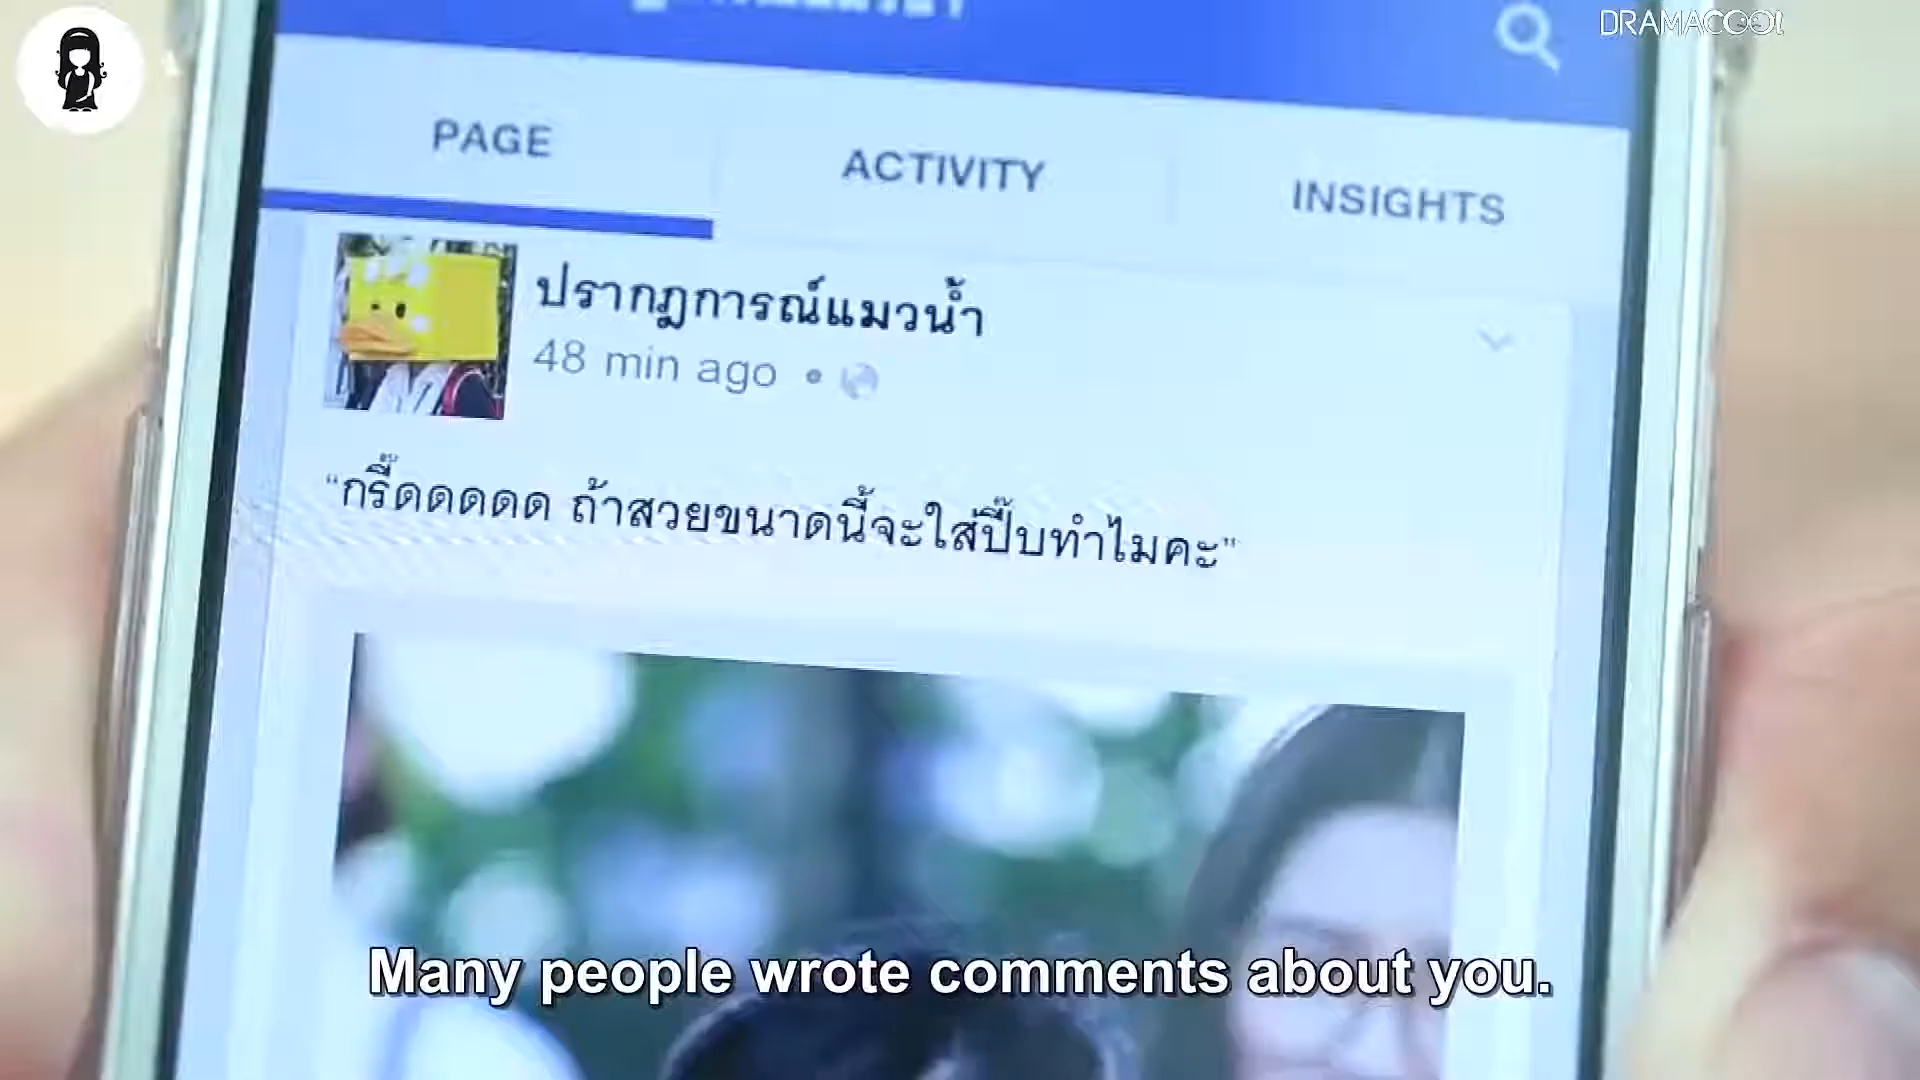 DRAMACOOL
PAGE
ACTIVITY
INSIGHTS
ปรากฏการณ์แมวน้ำ
48 min ago •
“กรี๊ดดดดด ถ้าสวยขนาดนี้จะใส่ปี๊บทำไมคะ”
Many people wrote comments about you.